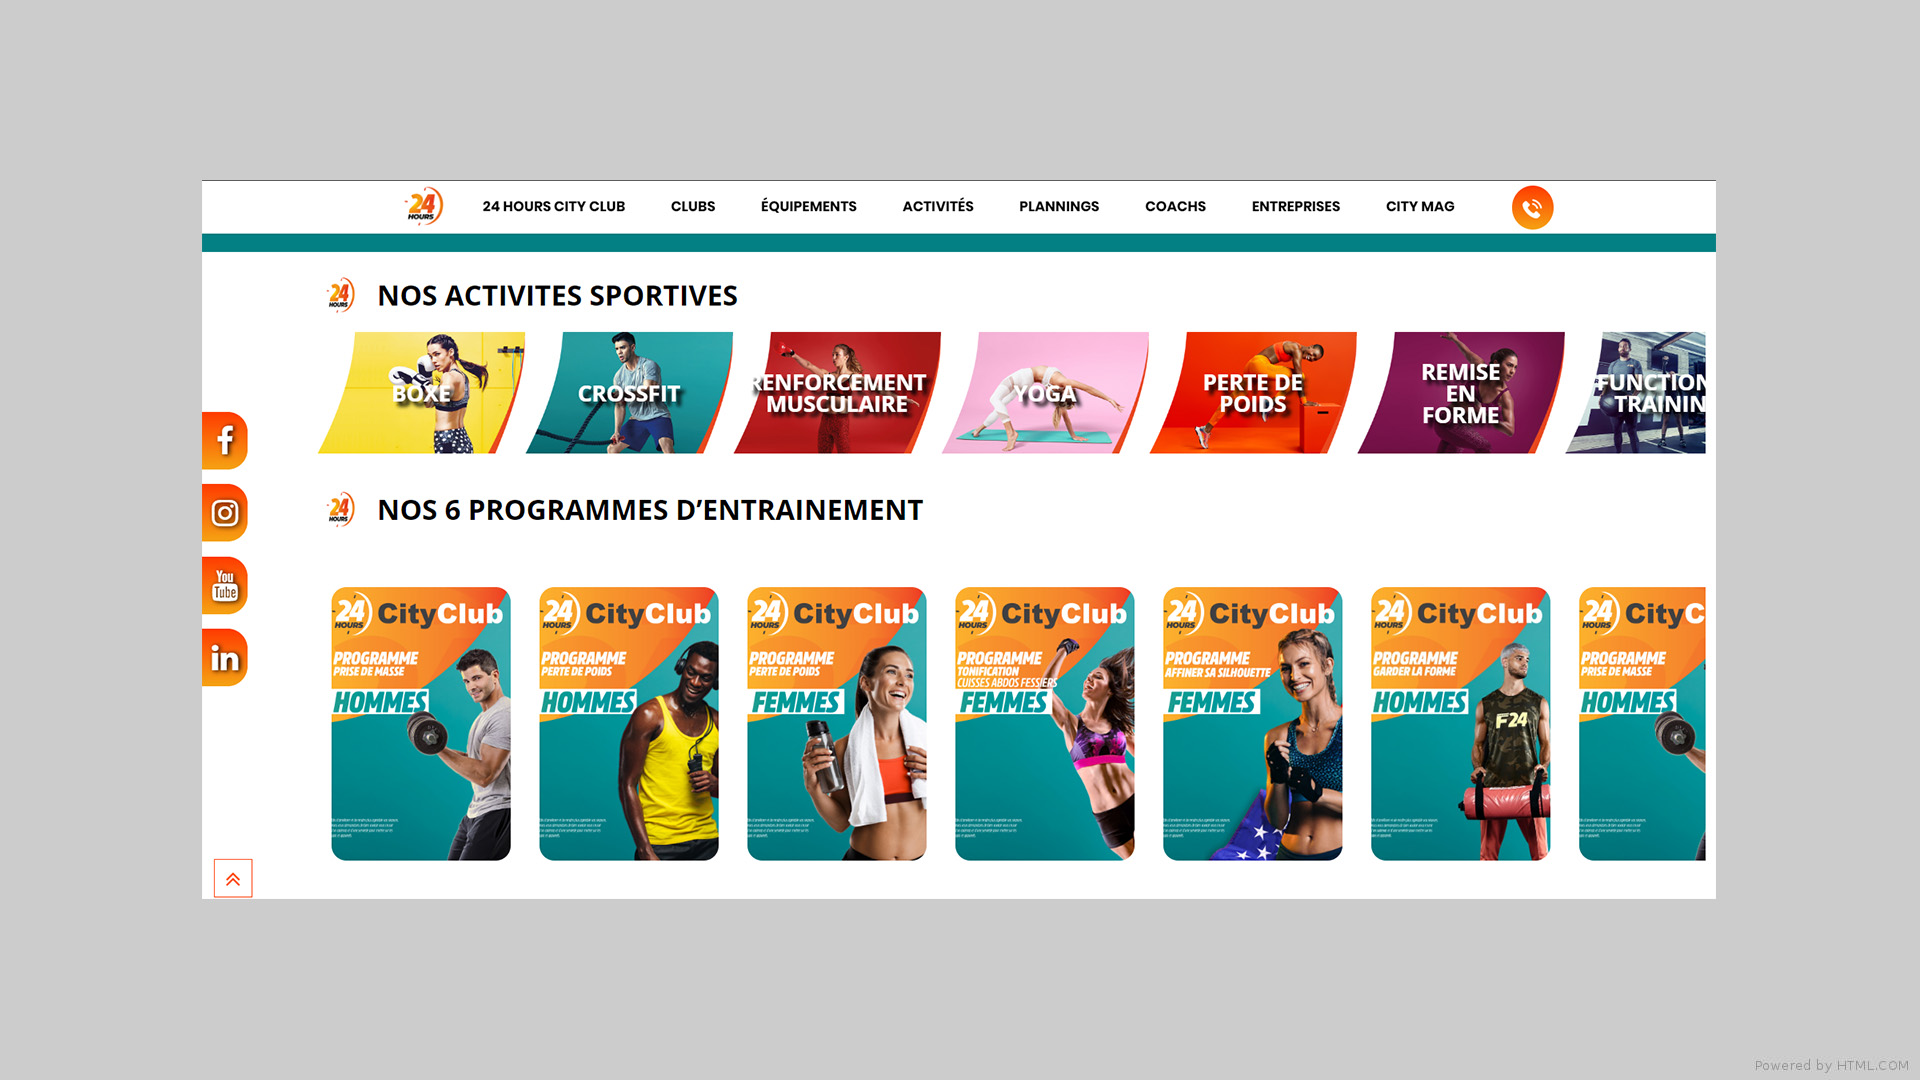 24 HOURS
24 HOURS CITY CLUB CLUBS ÉQUIPEMENTS ACTIVITÉS PLANNINGS COACHS ENTREPRISES CITY MAG
24 HOURS NOS ACTIVITES SPORTIVES
BOXE
CROSSFIT
RENFORCEMENT
MUSCULAIRE
YOGA
PERTE DE
POIDS
REMISE
EN
FORME
FUNCTION
TRAININ
24 HOURS NOS 6 PROGRAMMES D’ENTRAINEMENT
24 HOURS CityClub
PROGRAMME
PRISE DE MASSE
HOMMES
24 HOURS CityClub
PROGRAMME
PERTE DE POIDS
HOMMES
24 HOURS CityClub
PROGRAMME
PERTE DE POIDS
FEMMES
24 HOURS CityClub
PROGRAMME
TONIFICATION
CUISSES ABDOS FESSIERS
FEMMES
24 HOURS CityClub
PROGRAMME
AFFINER SA SILHOUETTE
FEMMES
24 HOURS CityClub
PROGRAMME
GARDER LA FORME
HOMMES
F24
24 HOURS CityC
PROGRAMME
PRISE DE MASSE
HOMMES
f
You
Tube
in
Powered by HTML.COM